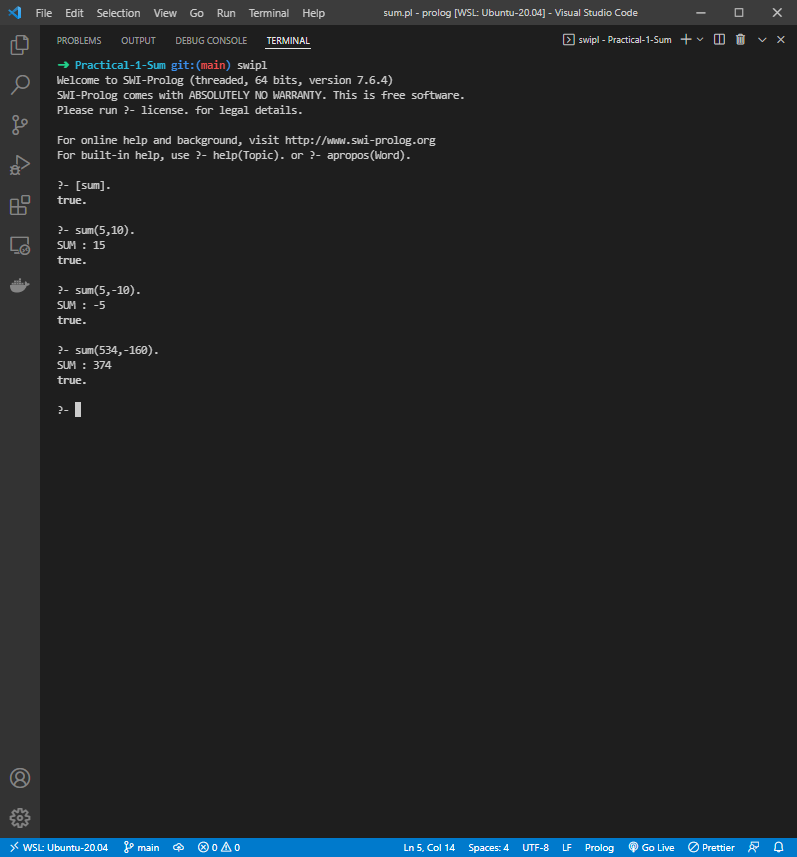 File Edit Selection View Go Run Terminal Help sum.pl - prolog [WSL: Ubuntu-20.04] - Visual Studio Code
PROBLEMS OUTPUT DEBUG CONSOLE TERMINAL swipl - Practical-1-Sum
➜ Practical-1-Sum git:(main) swipl
Welcome to SWI-Prolog (threaded, 64 bits, version 7.6.4)
SWI-Prolog comes with ABSOLUTELY NO WARRANTY. This is free software.
Please run ?- license. for legal details.
For online help and background, visit http://www.swi-prolog.org
For built-in help, use ?- help(Topic). or ?- apropos(Word).
?- [sum].
true.
?- sum(5,10).
SUM : 15
true.
?- sum(5,-10).
SUM : -5
true.
?- sum(534,-160).
SUM : 374
true.
?-
WSL: Ubuntu-20.04 main 0 0 Ln 5, Col 14 Spaces: 4 UTF-8 LF Prolog Go Live Prettier